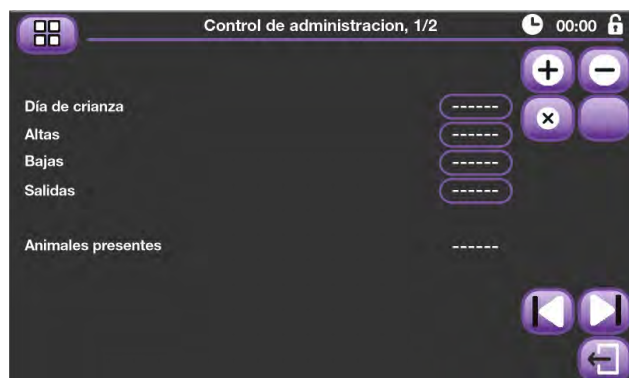 Control de administracion, 1/2 00:00
Día de crianza ------
Altas ------
Bajas ------
Salidas ------
Animales presentes ------